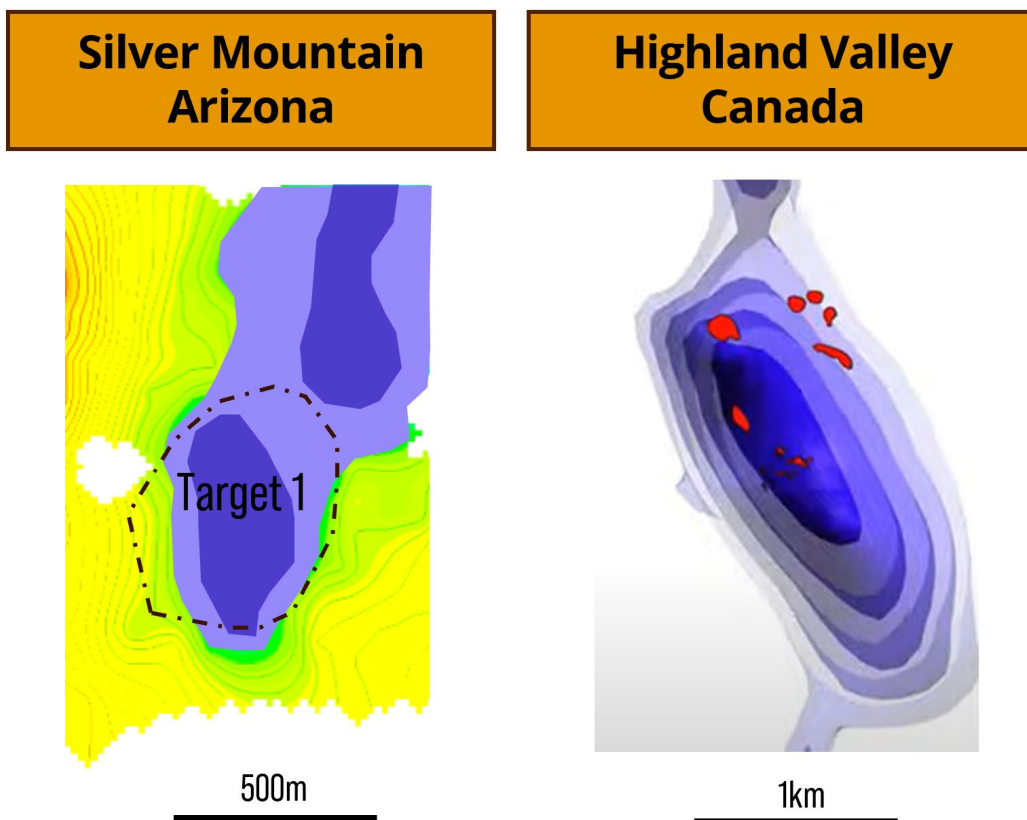 Silver Mountain
Arizona
Highland Valley
Canada
Target 1
500m
1km